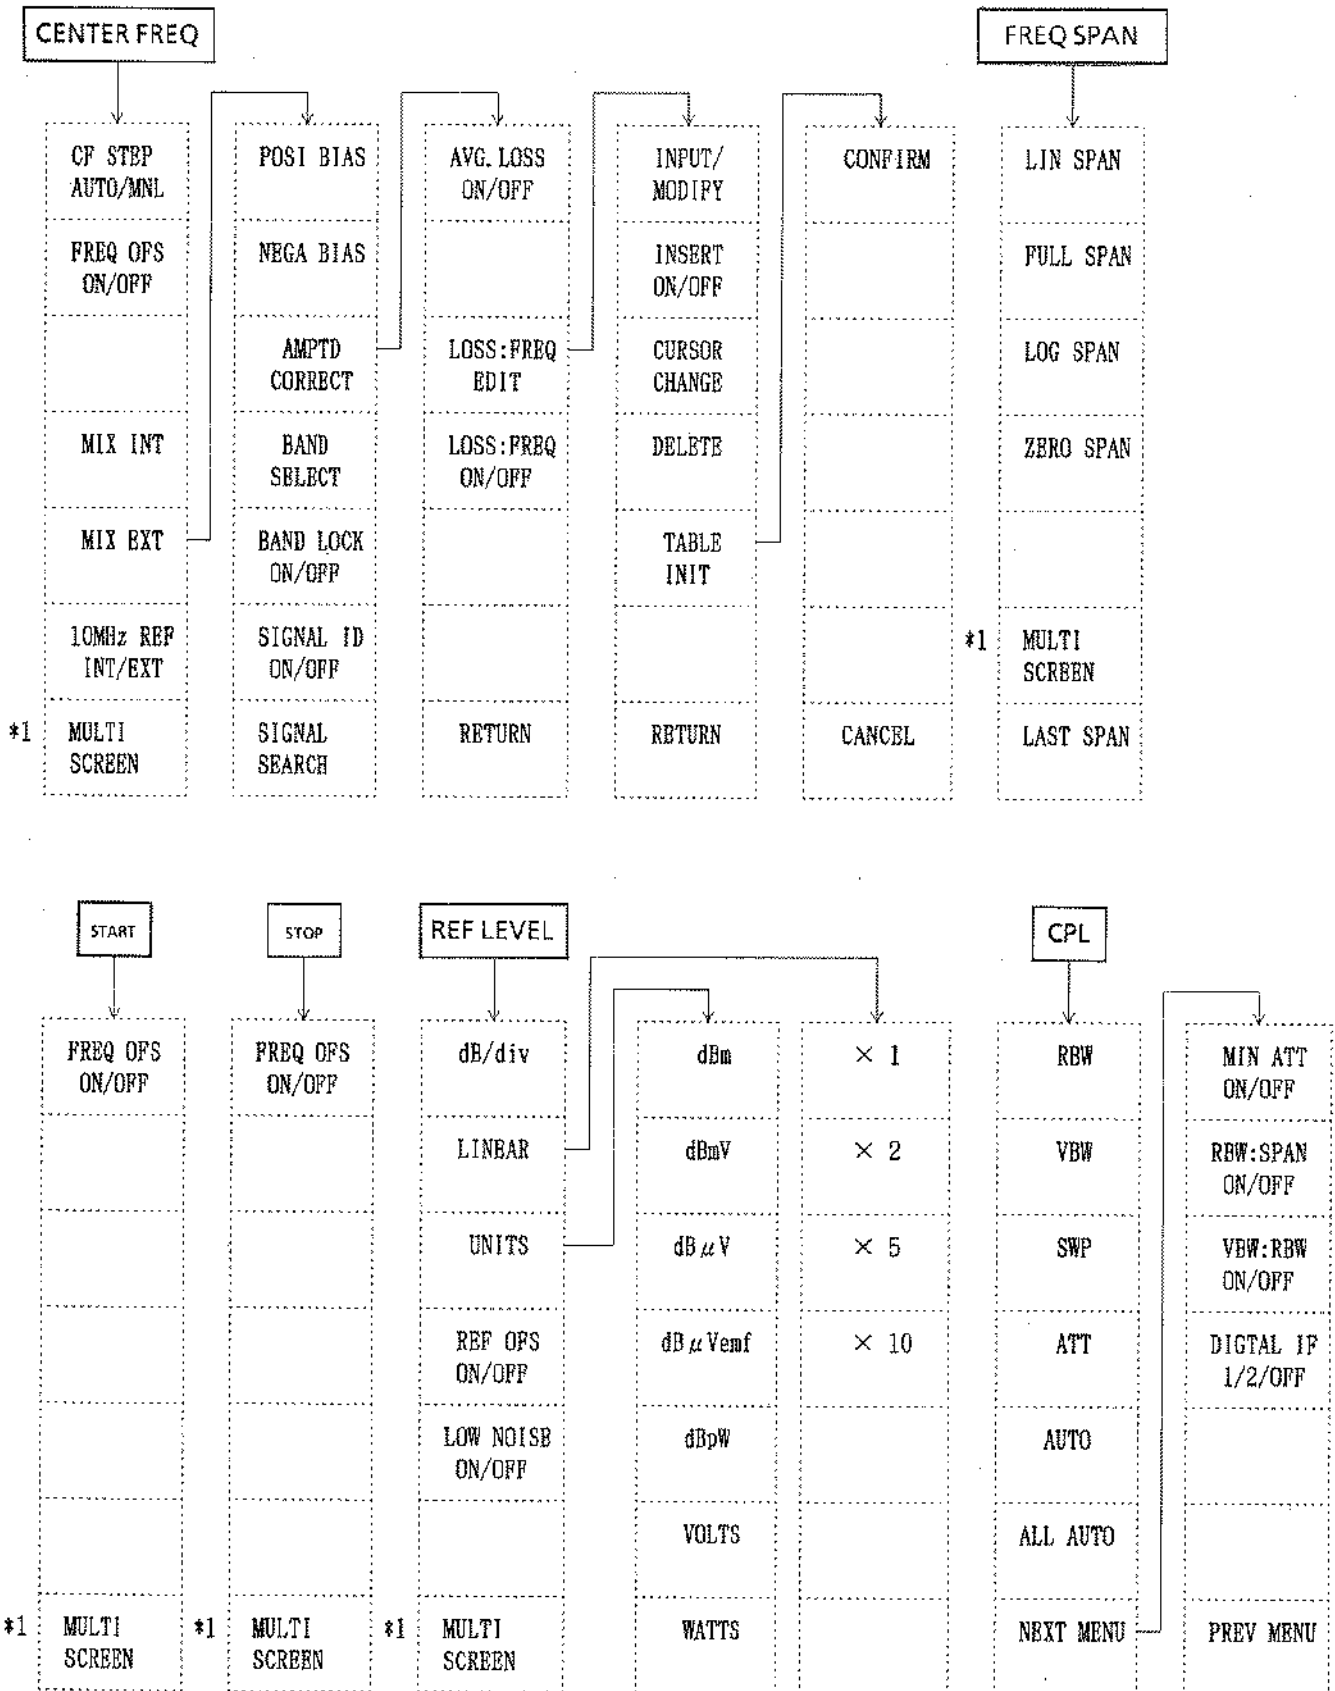 CENTER FREQ
CF STEP
AUTO/MNL
FREQ OFS
ON/OFF
MIX INT
MIX EXT
10MHz REF
INT/EXT
*1 MULTI
SCREEN
POSI BIAS
NEGA BIAS
AMPTD
CORRECT
BAND
SELECT
BAND LOCK
ON/OFF
SIGNAL ID
ON/OFF
SIGNAL
SEARCH
AVG. LOSS
ON/OFF
LOSS:FREQ
EDIT
LOSS:FREQ
ON/OFF
RETURN
INPUT/
MODIFY
INSERT
ON/OFF
CURSOR
CHANGE
DELETE
TABLE
INIT
RETURN
CONFIRM
CANCEL
FREQ SPAN
LIN SPAN
FULL SPAN
LOG SPAN
ZERO SPAN
*1 MULTI
SCREEN
LAST SPAN
START
FREQ OFS
ON/OFF
*1 MULTI
SCREEN
STOP
FREQ OFS
ON/OFF
*1 MULTI
SCREEN
REF LEVEL
dB/div
LINEAR
UNITS
REF OFS
ON/OFF
LOW NOISE
ON/OFF
*1 MULTI
SCREEN
dBm
dBmV
dBμV
dBμVemf
dBpW
VOLTS
WATTS
× 1
× 2
× 5
× 10
CPL
RBW
VBW
SWP
ATT
AUTO
ALL AUTO
NEXT MENU
MIN ATT
ON/OFF
RBW:SPAN
ON/OFF
VBW:RBW
ON/OFF
DIGTAL IF
1/2/OFF
PREV MENU